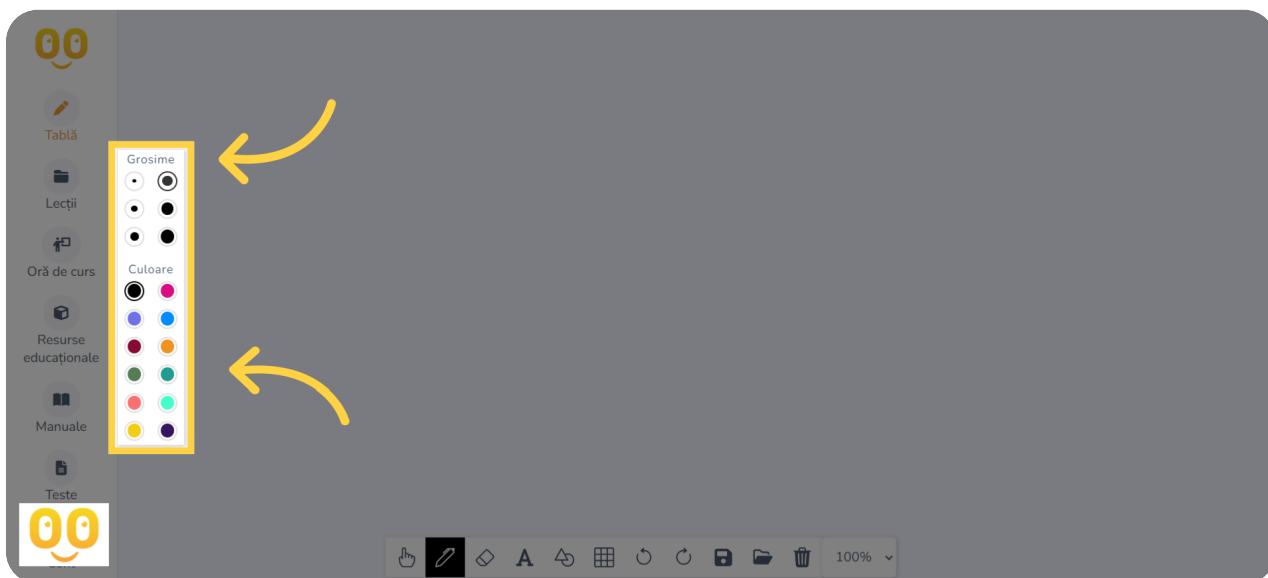 Tablă
Lecții
Oră de curs
Resurse
educaționale
Manuale
Teste
Grosime
Culoare
A
100%